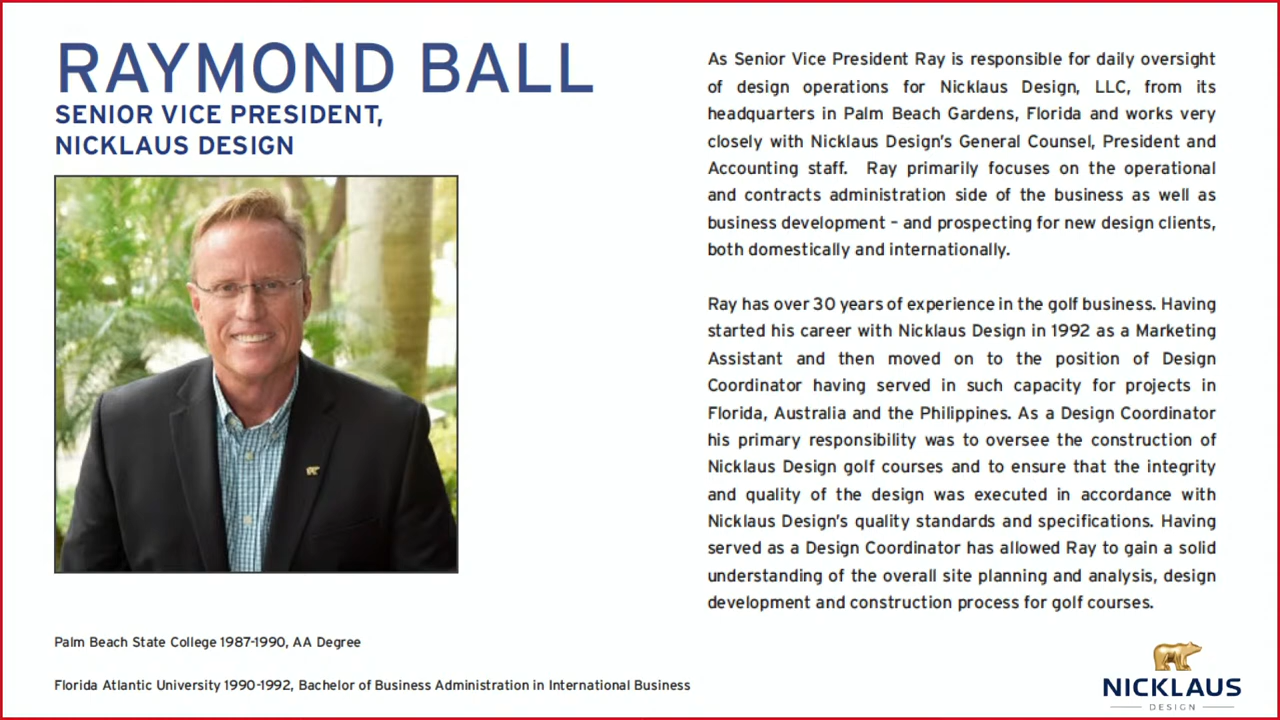 RAYMOND BALL
SENIOR VICE PRESIDENT,
NICKLAUS DESIGN
Palm Beach State College 1987-1990, AA Degree
Florida Atlantic University 1990-1992, Bachelor of Business Administration in International Business
As Senior Vice President Ray is responsible for daily oversight
of design operations for Nicklaus Design, LLC, from its
headquarters in Palm Beach Gardens, Florida and works very
closely with Nicklaus Design's General Counsel, President and
Accounting staff. Ray primarily focuses on the operational
and contracts administration side of the business as well as
business development – and prospecting for new design clients,
both domestically and internationally.
Ray has over 30 years of experience in the golf business. Having
started his career with Nicklaus Design in 1992 as a Marketing
Assistant and then moved on to the position of Design
Coordinator having served in such capacity for projects in
Florida, Australia and the Philippines. As a Design Coordinator
his primary responsibility was to oversee the construction of
Nicklaus Design golf courses and to ensure that the integrity
and quality of the design was executed in accordance with
Nicklaus Design's quality standards and specifications. Having
served as a Design Coordinator has allowed Ray to gain a solid
understanding of the overall site planning and analysis, design
development and construction process for golf courses.
NICKLAUS
DESIGN